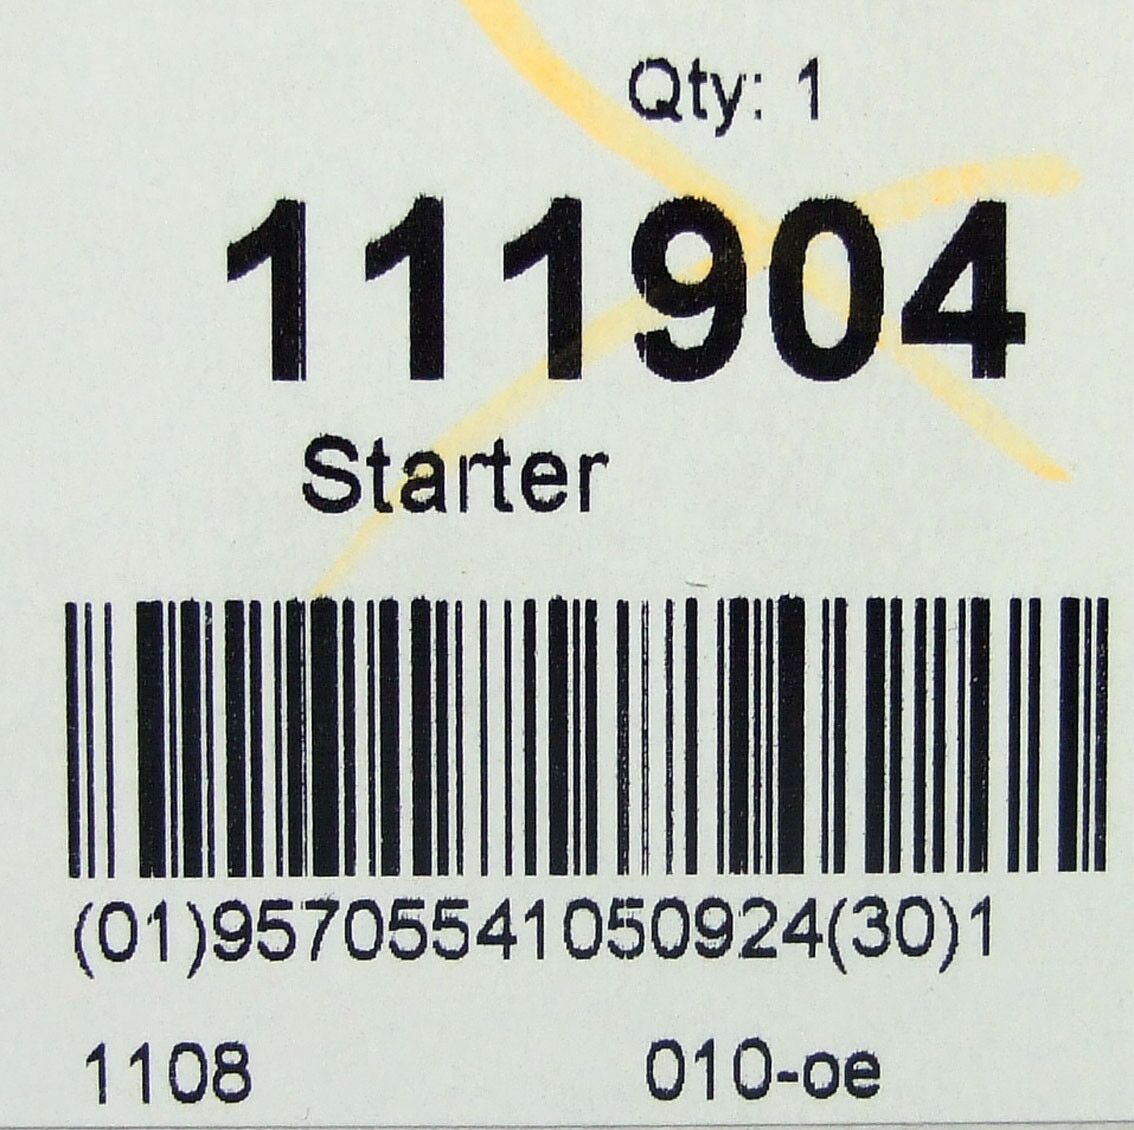 Qty: 1
111904
Starter
(01)95705541050924(30)1
1108
010-oe